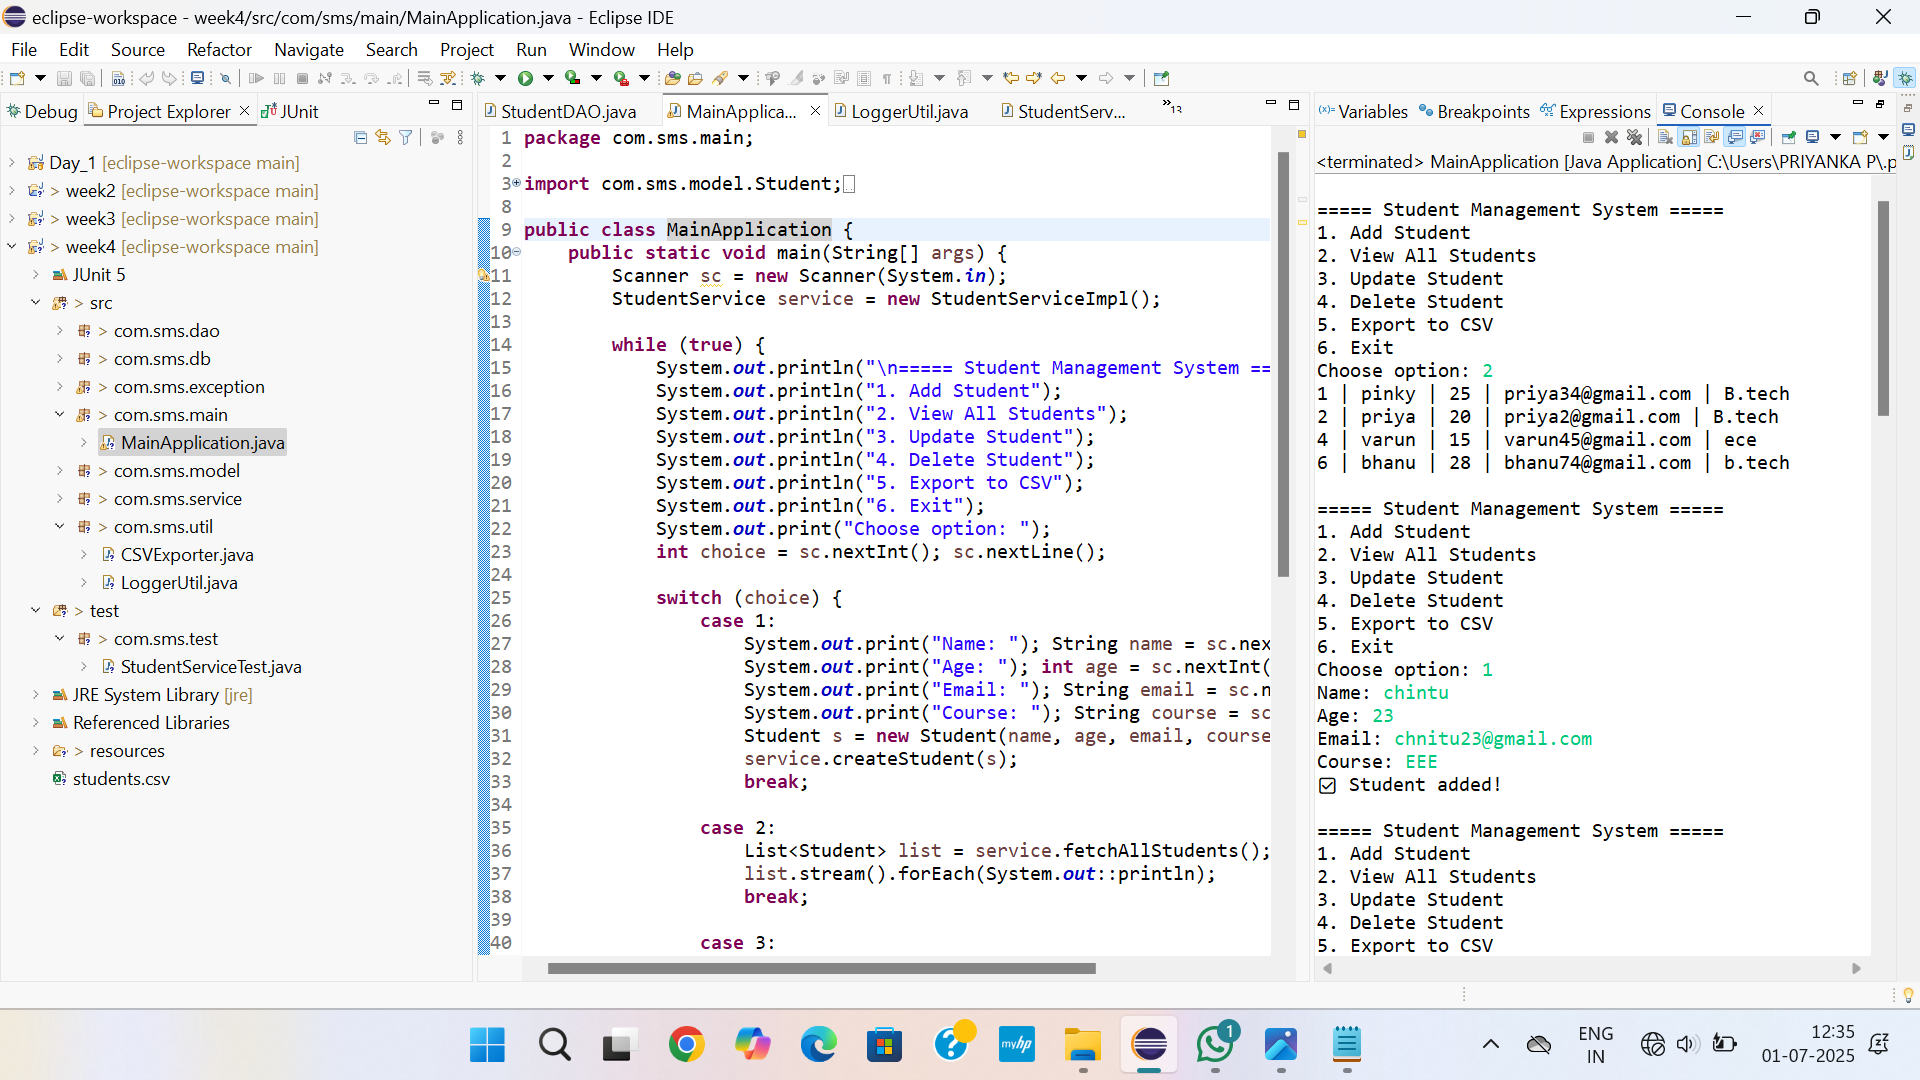 eclipse-workspace - week4/src/com/sms/main/MainApplication.java - Eclipse IDE
File Edit Source Refactor Navigate Search Project Run Window Help
Debug Project Explorer JUnit
Day_1 [eclipse-workspace main]
> week2 [eclipse-workspace main]
> week3 [eclipse-workspace main]
> week4 [eclipse-workspace main]
JUnit 5
> src
> com.sms.dao
> com.sms.db
> com.sms.exception
> com.sms.main
MainApplication.java
> com.sms.model
> com.sms.service
> com.sms.util
CSVExporter.java
LoggerUtil.java
> test
> com.sms.test
StudentServiceTest.java
JRE System Library [jre]
Referenced Libraries
> resources
students.csv
StudentDAO.java MainApplica... LoggerUtil.java StudentServ... »13
1 package com.sms.main;
2
3 import com.sms.model.Student;
8
9 public class MainApplication {
10 public static void main(String[] args) {
11 Scanner sc = new Scanner(System.in);
12 StudentService service = new StudentServiceImpl();
13
14 while (true) {
15 System.out.println("\n===== Student Management System ==
16 System.out.println("1. Add Student");
17 System.out.println("2. View All Students");
18 System.out.println("3. Update Student");
19 System.out.println("4. Delete Student");
20 System.out.println("5. Export to CSV");
21 System.out.println("6. Exit");
22 System.out.print("Choose option: ");
23 int choice = sc.nextInt(); sc.nextLine();
24
25 switch (choice) {
26 case 1:
27 System.out.print("Name: "); String name = sc.nex
28 System.out.print("Age: "); int age = sc.nextInt(
29 System.out.print("Email: "); String email = sc.n
30 System.out.print("Course: "); String course = sc
31 Student s = new Student(name, age, email, course
32 service.createStudent(s);
33 break;
34
35 case 2:
36 List<Student> list = service.fetchAllStudents();
37 list.stream().forEach(System.out::println);
38 break;
39
40 case 3:
Variables Breakpoints Expressions Console
<terminated> MainApplication [Java Application] C:\Users\PRIYANKA P\.p
===== Student Management System =====
1. Add Student
2. View All Students
3. Update Student
4. Delete Student
5. Export to CSV
6. Exit
Choose option: 2
1 | pinky | 25 | priya34@gmail.com | B.tech
2 | priya | 20 | priya2@gmail.com | B.tech
4 | varun | 15 | varun45@gmail.com | ece
6 | bhanu | 28 | bhanu74@gmail.com | b.tech
===== Student Management System =====
1. Add Student
2. View All Students
3. Update Student
4. Delete Student
5. Export to CSV
6. Exit
Choose option: 1
Name: chintu
Age: 23
Email: chnitu23@gmail.com
Course: EEE
☑ Student added!
===== Student Management System =====
1. Add Student
2. View All Students
3. Update Student
4. Delete Student
5. Export to CSV
myhp
1
ENG
IN
12:35
01-07-2025